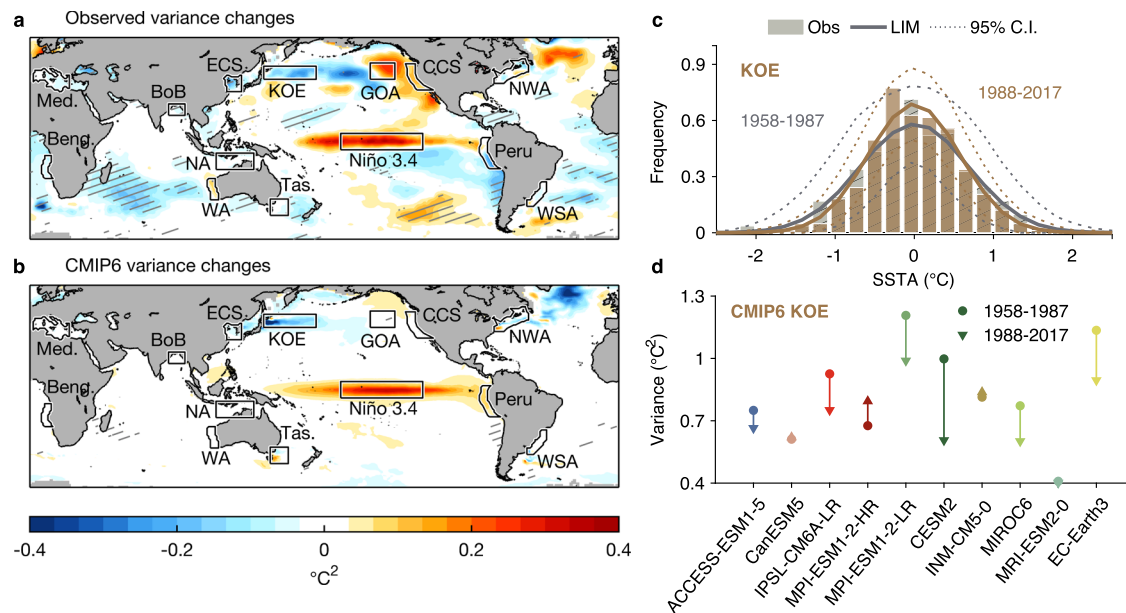 a Observed variance changes
ECS.
CCS
Med.
BoB
KOE
GOA
NWA
Beng.
NA
Niño 3.4
Peru
Tas.
WA
WSA
b CMIP6 variance changes
ECS.
CCS
Med.
BoB
KOE
GOA
NWA
Beng.
NA
Niño 3.4
Peru
Tas.
WA
WSA
-0.4 -0.2 0 0.2 0.4
°C²
c Obs LIM 95% C.I.
KOE
1988-2017
1958-1987
Frequency
0.9
0.6
0.3
0
-2 -1 0 1 2
SSTA (°C)
d
CMIP6 KOE
1958-1987
1988-2017
Variance (°C²)
1.3
1
0.7
0.4
ACCESS-ESM1-5
CanESM5
IPSL-CM6A-LR
MPI-ESM1-2-HR
MPI-ESM1-2-LR
CESM2
INM-CM5-0
MIROC6
MRI-ESM2-0
EC-Earth3